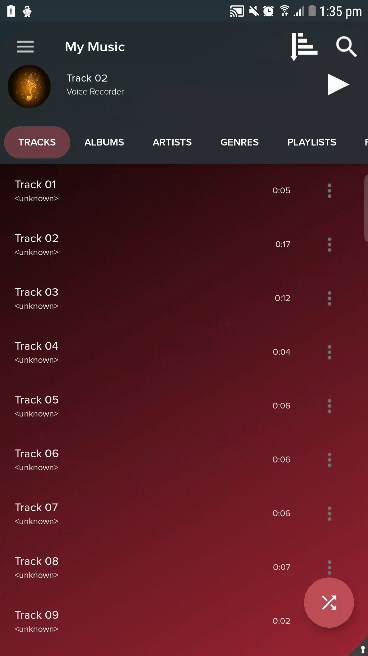 1:35 pm
My Music
Track 02
Voice Recorder
TRACKS ALBUMS ARTISTS GENRES PLAYLISTS
Track 01
0:05
<unknown>
Track 02
0:17
<unknown>
Track 03
0:12
<unknown>
Track 04
0:04
<unknown>
Track 05
0:06
<unknown>
Track 06
0:06
<unknown>
Track 07
0:06
<unknown>
Track 08
0:07
<unknown>
Track 09
0:02
<unknown>